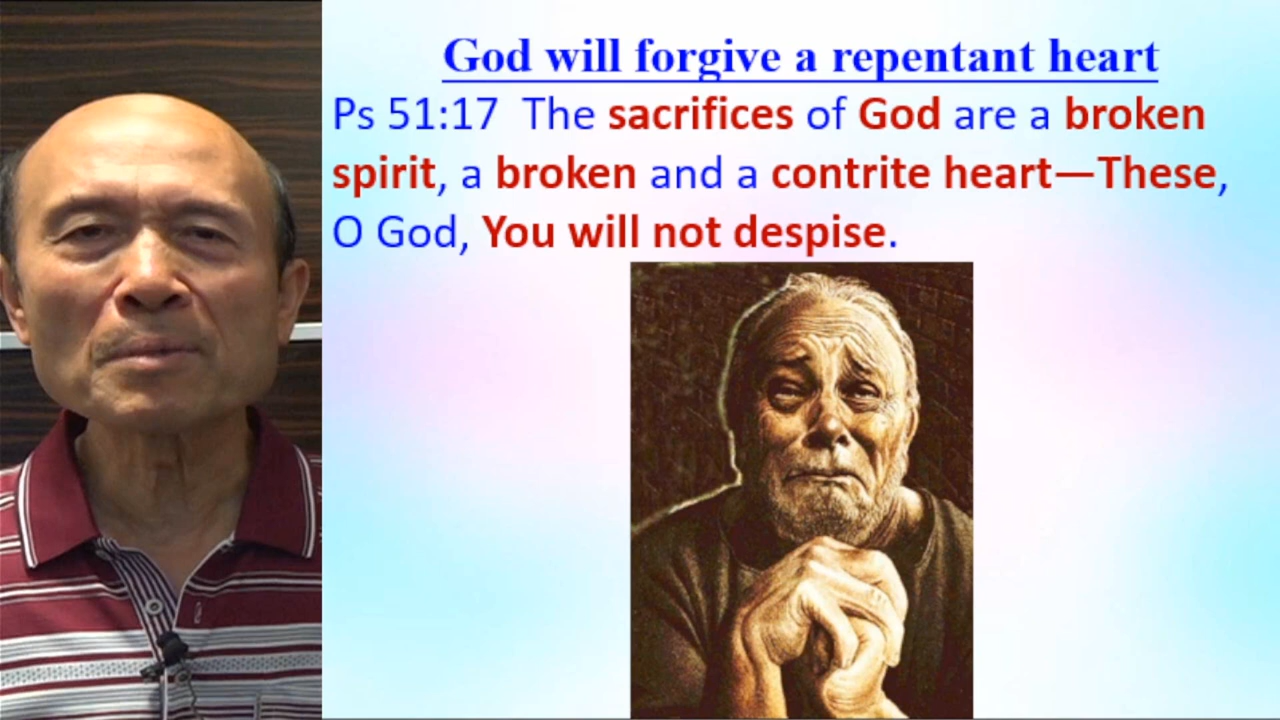 God will forgive a repentant heart
Ps 51:17  The sacrifices of God are a broken
spirit, a broken and a contrite heart—These,
O God, You will not despise.